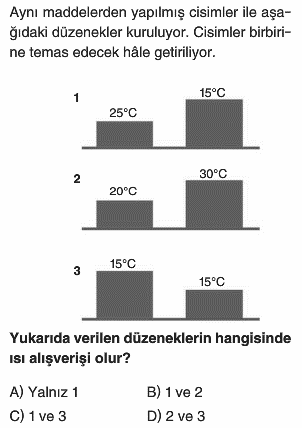 Aynı maddelerden yapılmış cisimler ile aşa-
ğıdaki düzenekler kuruluyor. Cisimler birbiri-
ne temas edecek hâle getiriliyor.
1
25°C
15°C
2
20°C
30°C
3
15°C
15°C
Yukarıda verilen düzeneklerin hangisinde
ısı alışverişi olur?
A) Yalnız 1
B) 1 ve 2
C) 1 ve 3
D) 2 ve 3